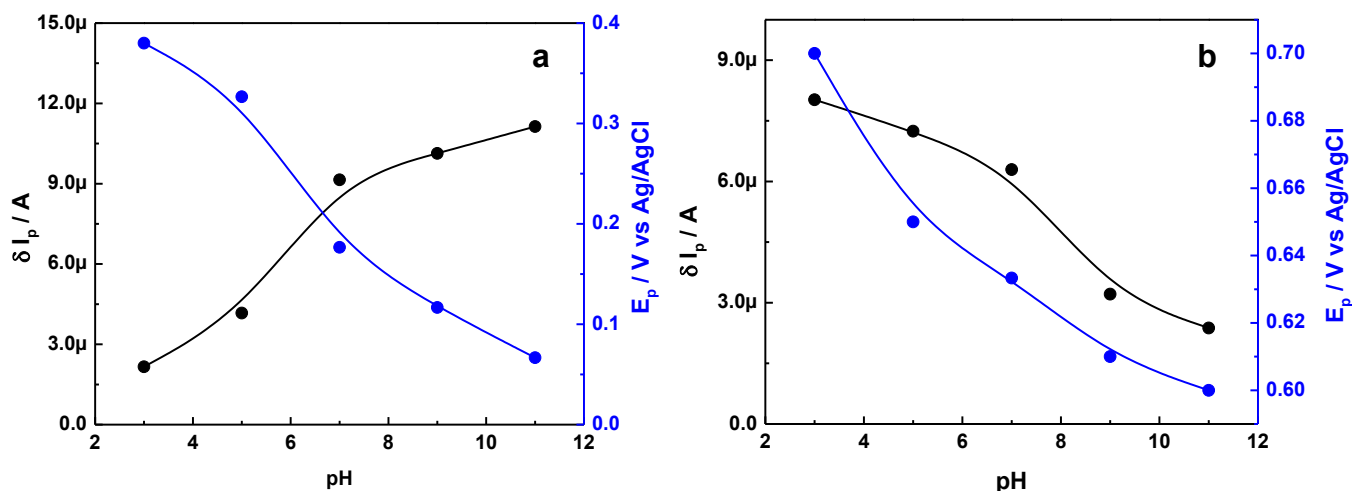 a
15.0µ
12.0µ
9.0µ
6.0µ
3.0µ
0.0
δ Iₚ / A
2
4
6
8
10
12
pH
0.4
0.3
0.2
0.1
0.0
Eₚ / V vs Ag/AgCl
b
9.0µ
6.0µ
3.0µ
0.0
δ Iₚ / A
2
4
6
8
10
12
pH
0.70
0.68
0.66
0.64
0.62
0.60
Eₚ / V vs Ag/AgCl